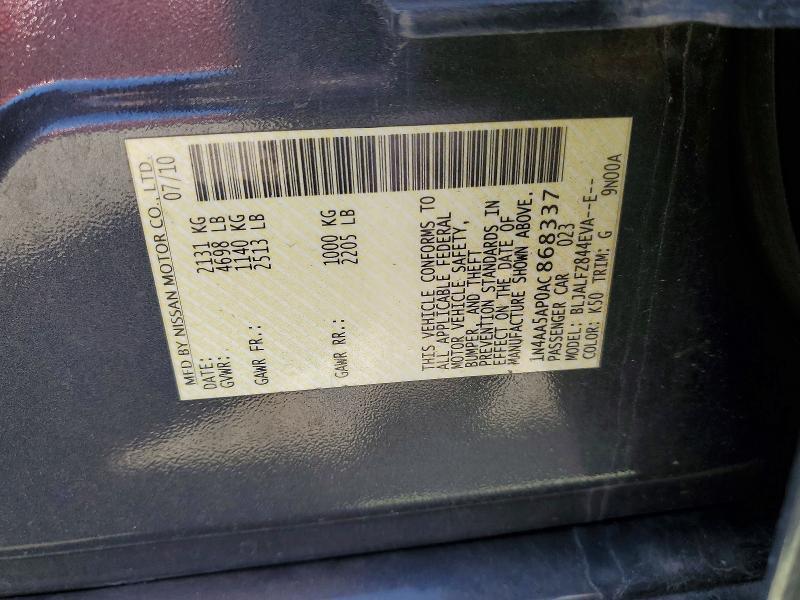 MFD BY NISSAN MOTOR CO., LTD.
DATE: 07/10
GVWR: 2131 KG
4698 LB
GAWR FR.: 1140 KG
2513 LB
GAWR RR.: 1000 KG
2205 LB
THIS VEHICLE CONFORMS TO
ALL APPLICABLE FEDERAL
MOTOR VEHICLE SAFETY,
BUMPER, AND THEFT
PREVENTION STANDARDS IN
EFFECT ON THE DATE OF
MANUFACTURE SHOWN ABOVE.
1N4AA5AP0AC868337
PASSENGER CAR 023
MODEL: BLJALFZ844EVA--E--
COLOR: K50 TRIM: G 9N00A